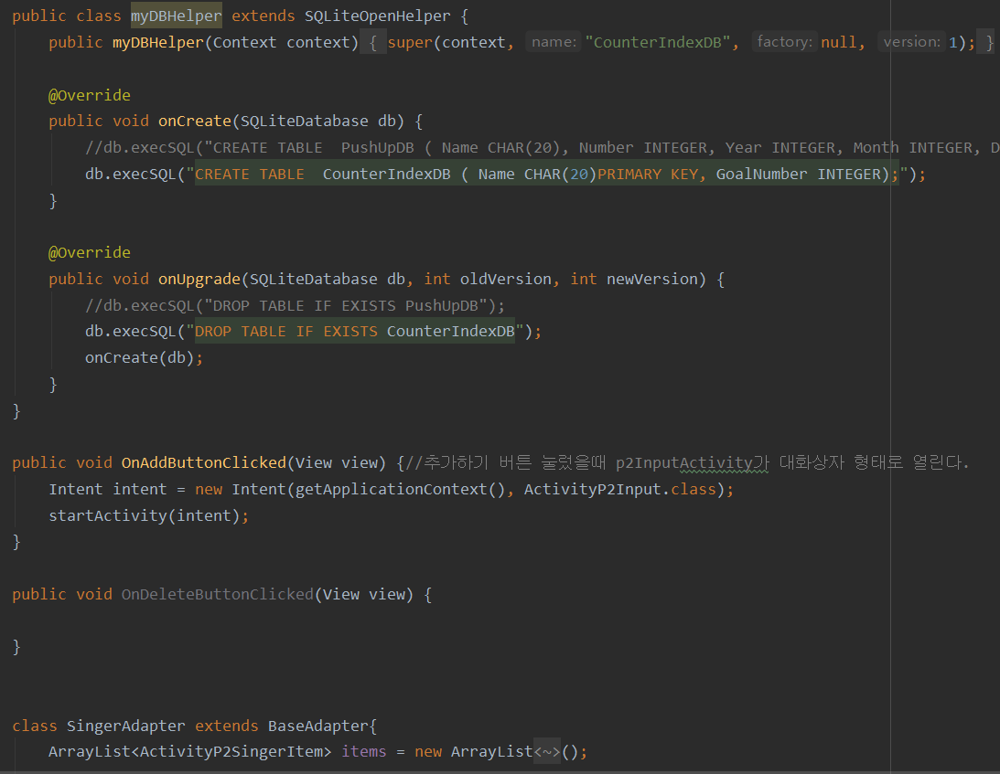 public class myDBHelper extends SQLiteOpenHelper {
public myDBHelper(Context context) { super(context, name: "CounterIndexDB", factory: null, version: 1); }
@Override
public void onCreate(SQLiteDatabase db) {
//db.execSQL("CREATE TABLE  PushUpDB ( Name CHAR(20), Number INTEGER, Year INTEGER, Month INTEGER, D
db.execSQL("CREATE TABLE  CounterIndexDB ( Name CHAR(20)PRIMARY KEY, GoalNumber INTEGER);");
}
@Override
public void onUpgrade(SQLiteDatabase db, int oldVersion, int newVersion) {
//db.execSQL("DROP TABLE IF EXISTS PushUpDB");
db.execSQL("DROP TABLE IF EXISTS CounterIndexDB");
onCreate(db);
}
}
public void OnAddButtonClicked(View view) {//추가하기 버튼 눌렀을때 p2InputActivity가 대화상자 형태로 열린다.
Intent intent = new Intent(getApplicationContext(), ActivityP2Input.class);
startActivity(intent);
}
public void OnDeleteButtonClicked(View view) {
}
class SingerAdapter extends BaseAdapter{
ArrayList<ActivityP2SingerItem> items = new ArrayList<~>();